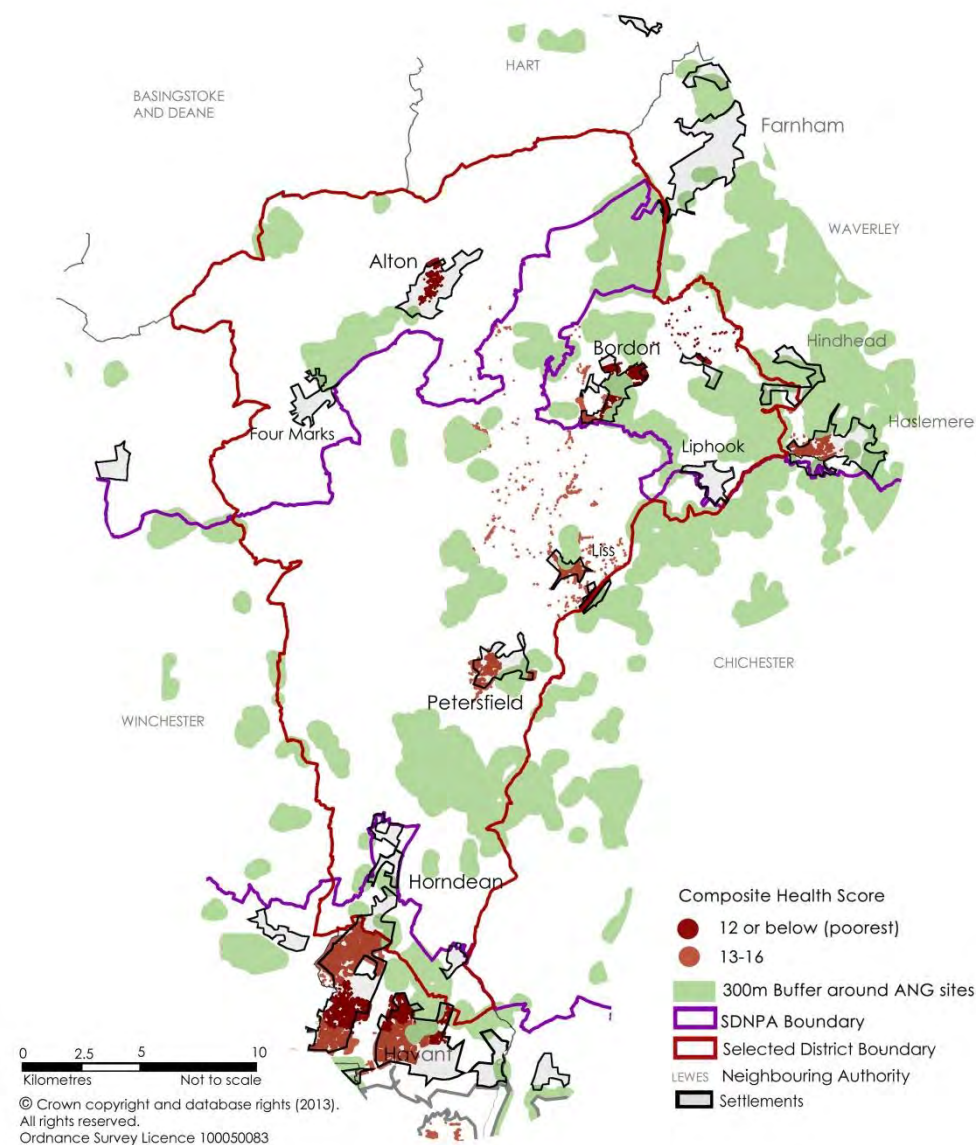 HART
BASINGSTOKE
AND DEANE
Farnham
WAVERLEY
Alton
Hindhead
Bordon
Haslemere
Four Marks
Liphook
Liss
CHICHESTER
Petersfield
WINCHESTER
Horndean
Havant
Composite Health Score
12 or below (poorest)
13-16
300m Buffer around ANG sites
SDNPA Boundary
Selected District Boundary
LEWES Neighbouring Authority
Settlements
0 2.5 5 10
Kilometres Not to scale
© Crown copyright and database rights (2013).
All rights reserved.
Ordnance Survey Licence 100050083